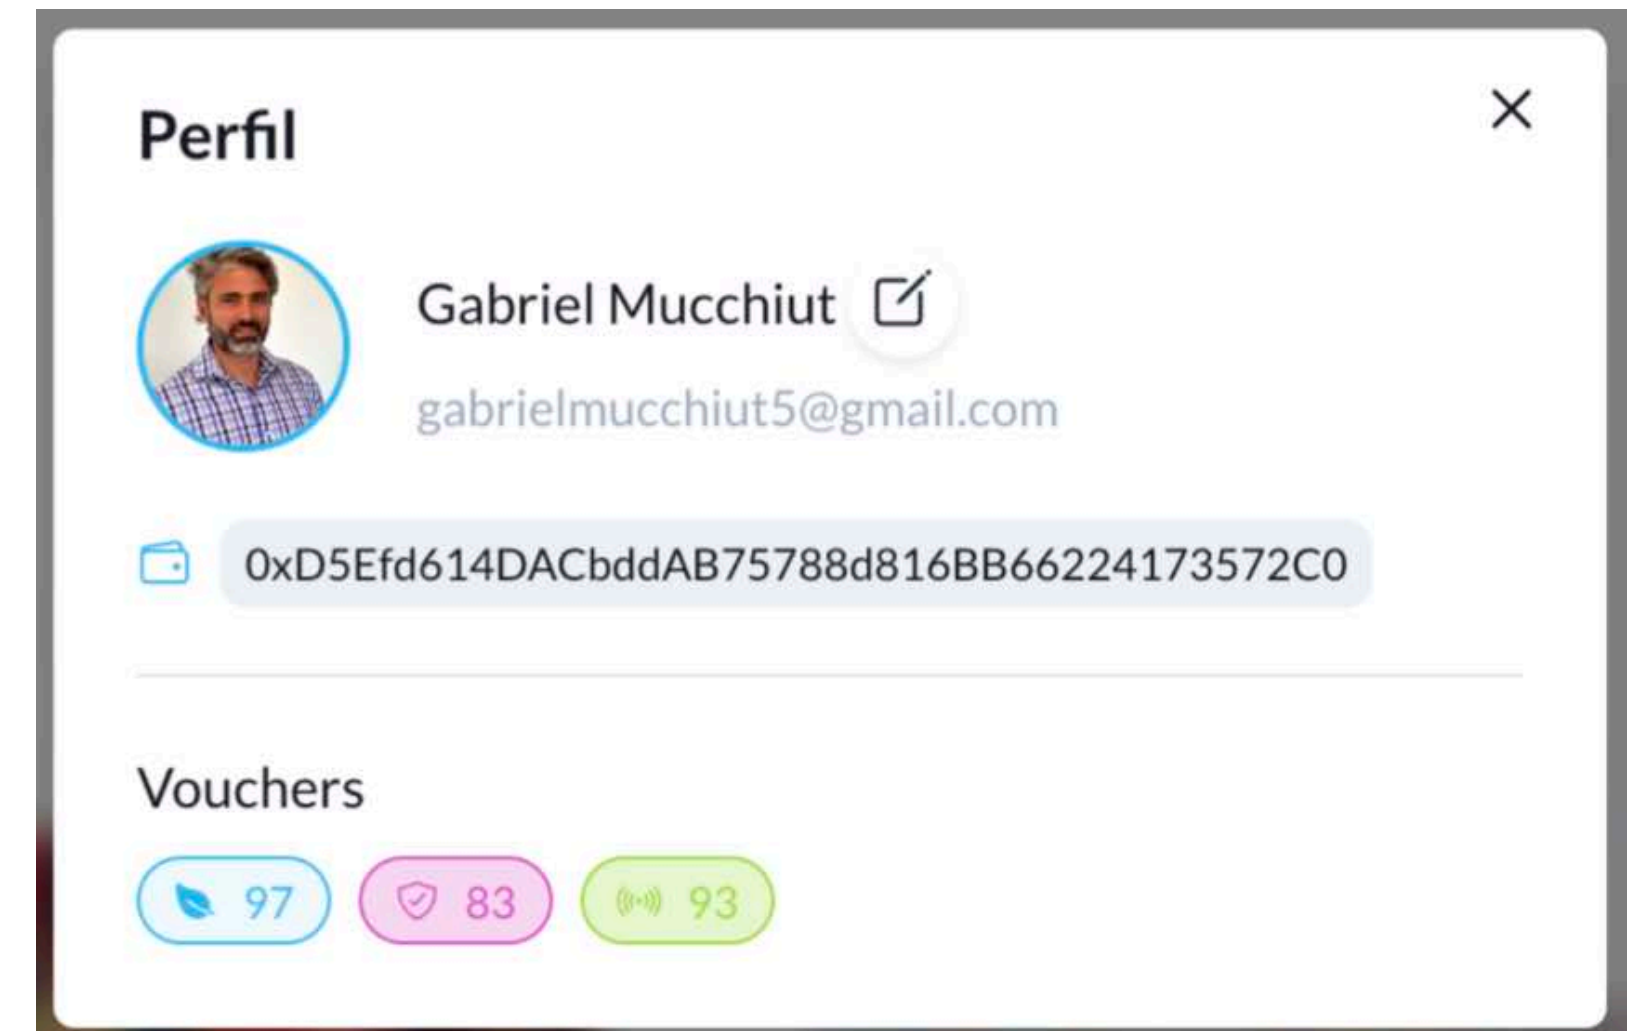 Perfil
Gabriel Mucchiut
gabrielmucchiut5@gmail.com
0xD5Efd614DACbddAB75788d816BB66224173572C0
Vouchers
97 83 93